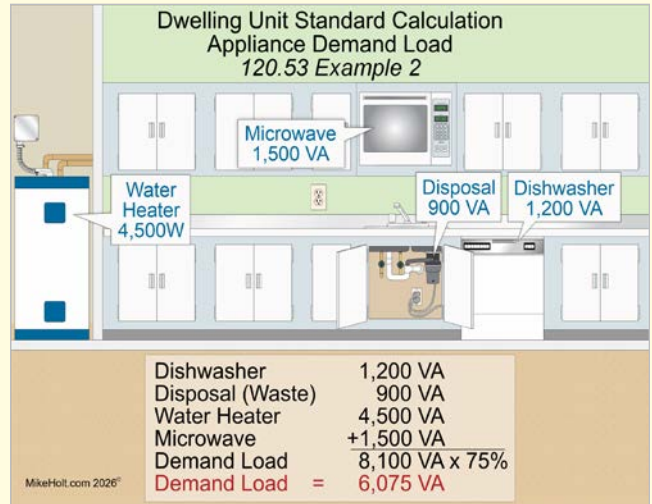 Dwelling Unit Standard Calculation
Appliance Demand Load
120.53 Example 2
Microwave
1,500 VA
Water
Heater
4,500W
Disposal
900 VA
Dishwasher
1,200 VA
Dishwasher 1,200 VA
Disposal (Waste) 900 VA
Water Heater 4,500 VA
Microwave +1,500 VA
Demand Load 8,100 VA x 75%
Demand Load = 6,075 VA
MikeHolt.com 2026©